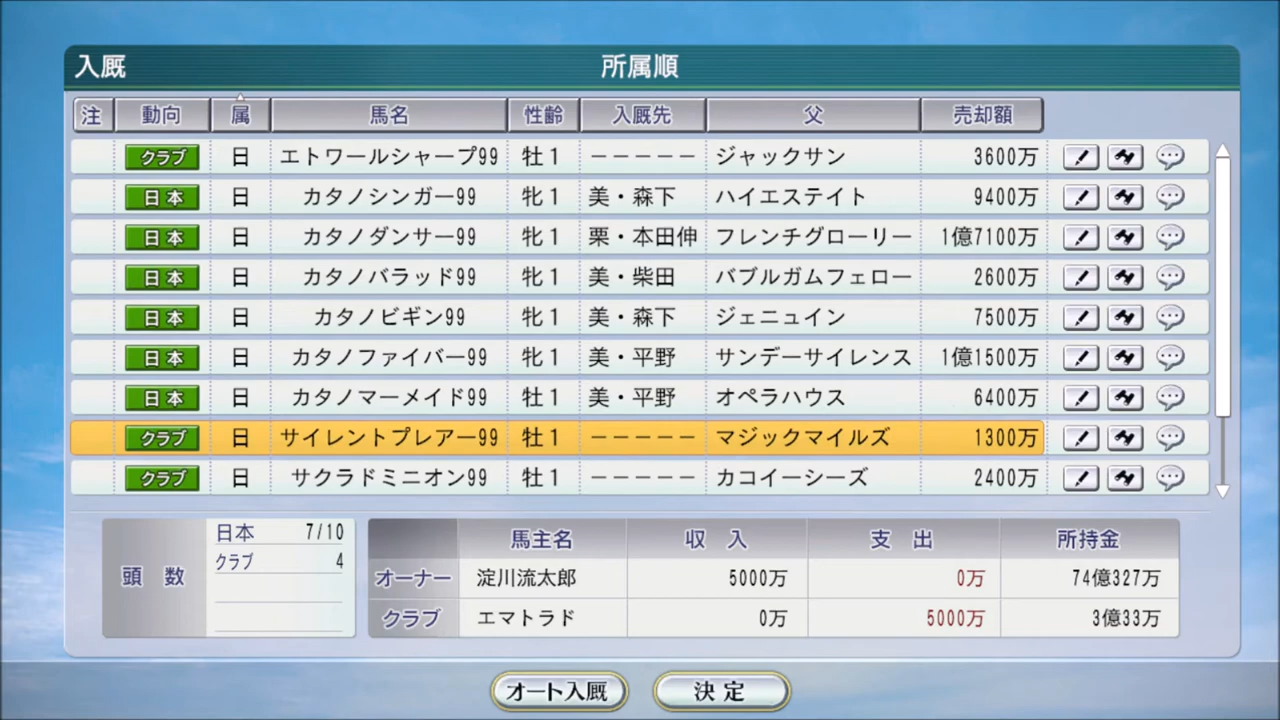 入厩 所属順
注 動向 属 馬名 性齢 入厩先 父 売却額
クラブ 日 エトワールシャープ99 牡1 ----- ジャックサン 3600万
日本 日 カタノシンガー99 牝1 美・森下 ハイエステイト 9400万
日本 日 カタノダンサー99 牝1 栗・本田伸 フレンチグローリー 1億7100万
日本 日 カタノバラッド99 牝1 美・柴田 バブルガムフェロー 2600万
日本 日 カタノビギン99 牝1 美・森下 ジェニュイン 7500万
日本 日 カタノファイバー99 牝1 美・平野 サンデーサイレンス 1億1500万
日本 日 カタノマーメイド99 牡1 美・平野 オペラハウス 6400万
クラブ 日 サイレントプレアー99 牡1 ----- マジックマイルズ 1300万
クラブ 日 サクラドミニオン99 牡1 ----- カコイーシーズ 2400万
頭数
日本 7/10
クラブ 4
馬主名 収入 支出 所持金
オーナー 淀川流太郎 5000万 0万 74億327万
クラブ エマトラド 0万 5000万 3億33万
オート入厩 決定